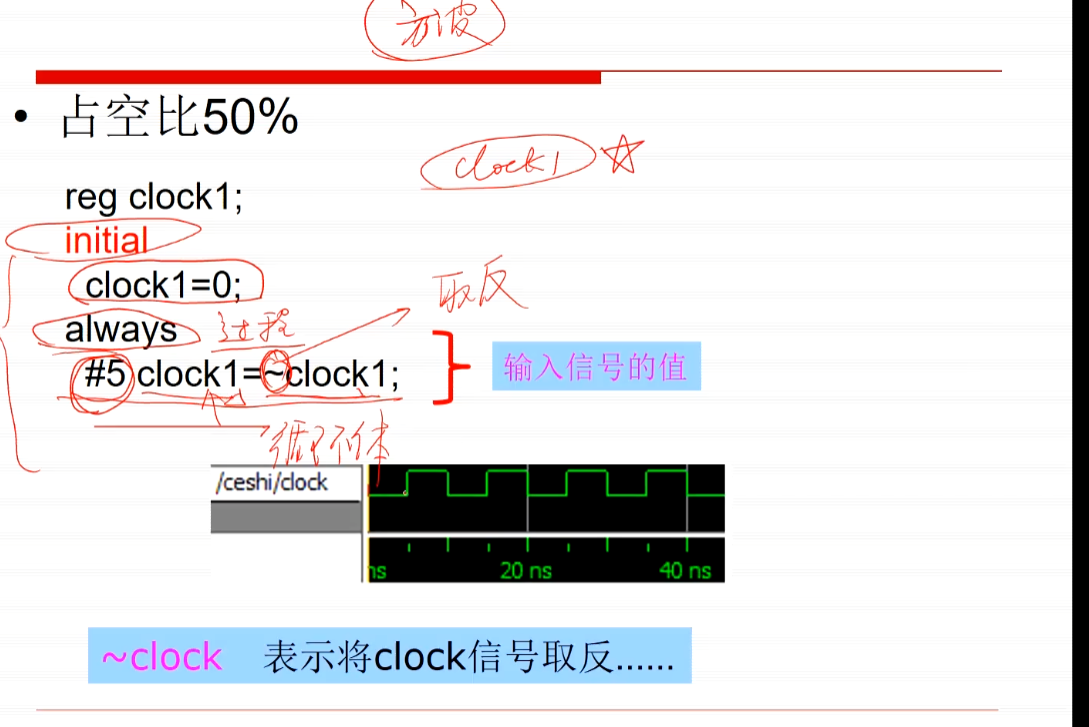 方波
• 占空比50%
clock1
reg clock1;
initial
clock1=0;
取反
always 过程
#5 clock1=~clock1;
输入信号的值
循环体
/ceshi/clock
ns 20 ns 40 ns
~clock 表示将clock信号取反......